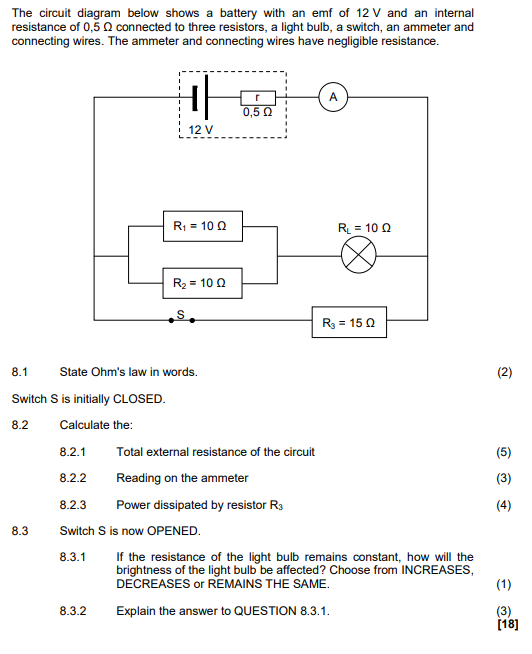 The circuit diagram below shows a battery with an emf of 12 V and an internal
resistance of 0,5 Ω connected to three resistors, a light bulb, a switch, an ammeter and
connecting wires. The ammeter and connecting wires have negligible resistance.
r
A
0,5 Ω
12 V
R₁ = 10 Ω
R_L = 10 Ω
R₂ = 10 Ω
S
R₃ = 15 Ω
8.1 State Ohm's law in words. (2)
Switch S is initially CLOSED.
8.2 Calculate the:
8.2.1 Total external resistance of the circuit (5)
8.2.2 Reading on the ammeter (3)
8.2.3 Power dissipated by resistor R₃ (4)
8.3 Switch S is now OPENED.
8.3.1 If the resistance of the light bulb remains constant, how will the
brightness of the light bulb be affected? Choose from INCREASES,
DECREASES or REMAINS THE SAME. (1)
8.3.2 Explain the answer to QUESTION 8.3.1. (3)
[18]